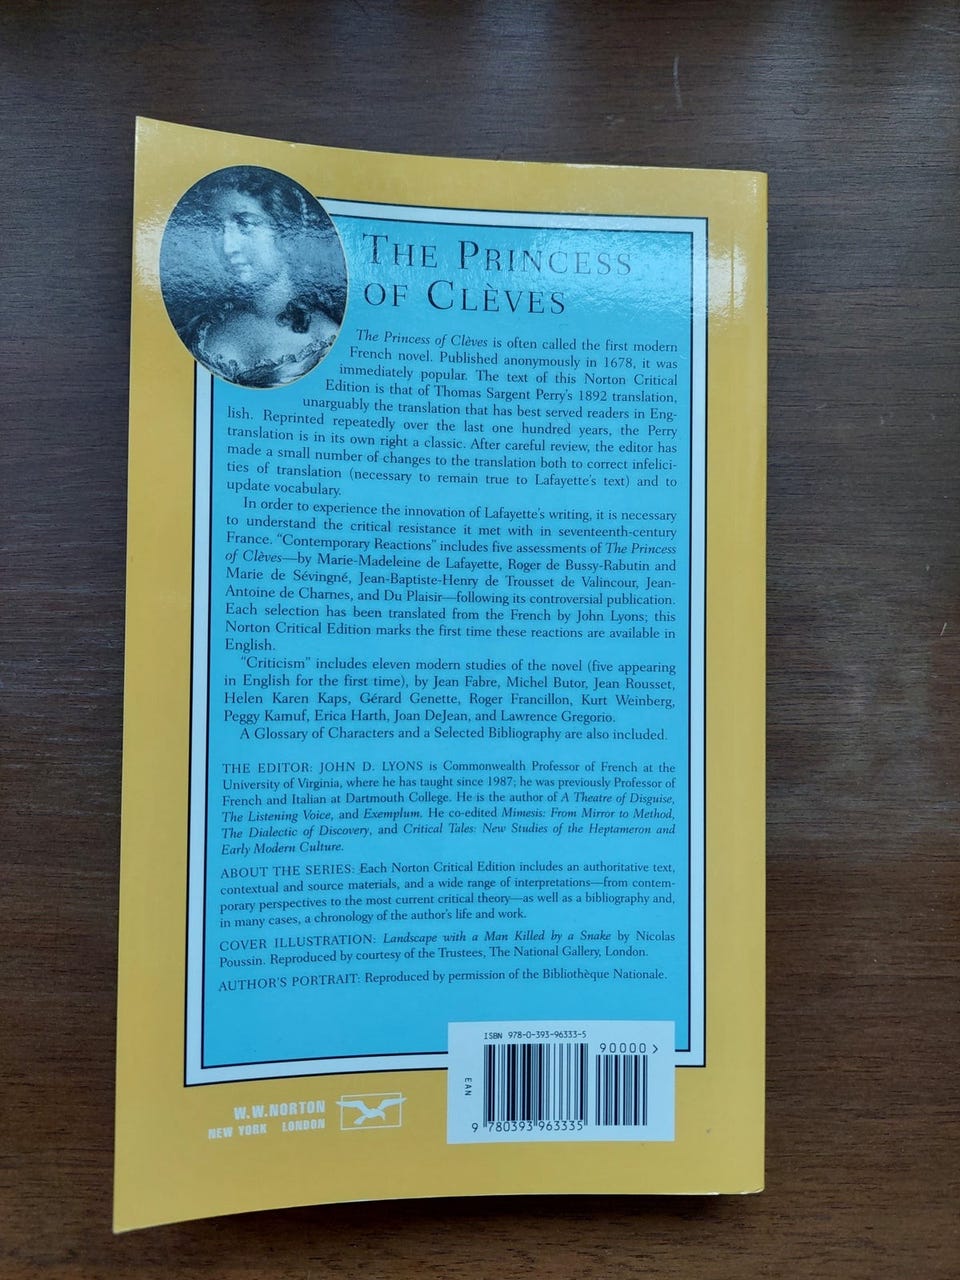 THE PRINCESS
OF CLÈVES
The Princess of Clèves is often called the first modern
French novel. Published anonymously in 1678, it was
immediately popular. The text of this Norton Critical
Edition is that of Thomas Sargent Perry's 1892 translation,
unarguably the translation that has best served readers in Eng-
lish. Reprinted repeatedly over the last one hundred years, the Perry
translation is in its own right a classic. After careful review, the editor has
made a small number of changes to the translation both to correct infelici-
ties of translation (necessary to remain true to Lafayette's text) and to
update vocabulary.
In order to experience the innovation of Lafayette's writing, it is necessary
to understand the critical resistance it met with in seventeenth-century
France. "Contemporary Reactions" includes five assessments of The Princess
of Clèves—by Marie-Madeleine de Lafayette, Roger de Bussy-Rabutin and
Marie de Sévingné, Jean-Baptiste-Henry de Trousset de Valincour, Jean-
Antoine de Charnes, and Du Plaisir—following its controversial publication.
Each selection has been translated from the French by John Lyons; this
Norton Critical Edition marks the first time these reactions are available in
English.
"Criticism" includes eleven modern studies of the novel (five appearing
in English for the first time), by Jean Fabre, Michel Butor, Jean Rousset,
Helen Karen Kaps, Gérard Genette, Roger Francillon, Kurt Weinberg,
Peggy Kamuf, Erica Harth, Joan DeJean, and Lawrence Gregorio.
A Glossary of Characters and a Selected Bibliography are also included.
THE EDITOR: JOHN D. LYONS is Commonwealth Professor of French at the
University of Virginia, where he has taught since 1987; he was previously Professor of
French and Italian at Dartmouth College. He is the author of A Theatre of Disguise,
The Listening Voice, and Exemplum. He co-edited Mimesis: From Mirror to Method,
The Dialectic of Discovery, and Critical Tales: New Studies of the Heptameron and
Early Modern Culture.
ABOUT THE SERIES: Each Norton Critical Edition includes an authoritative text,
contextual and source materials, and a wide range of interpretations—from contem-
porary perspectives to the most current critical theory—as well as a bibliography and,
in many cases, a chronology of the author's life and work.
COVER ILLUSTRATION: Landscape with a Man Killed by a Snake by Nicolas
Poussin. Reproduced by courtesy of the Trustees, The National Gallery, London.
AUTHOR'S PORTRAIT: Reproduced by permission of the Bibliothèque Nationale.
ISBN 978-0-393-96333-5
90000>
EAN
9 780393 963335
W.W.NORTON
NEW YORK LONDON